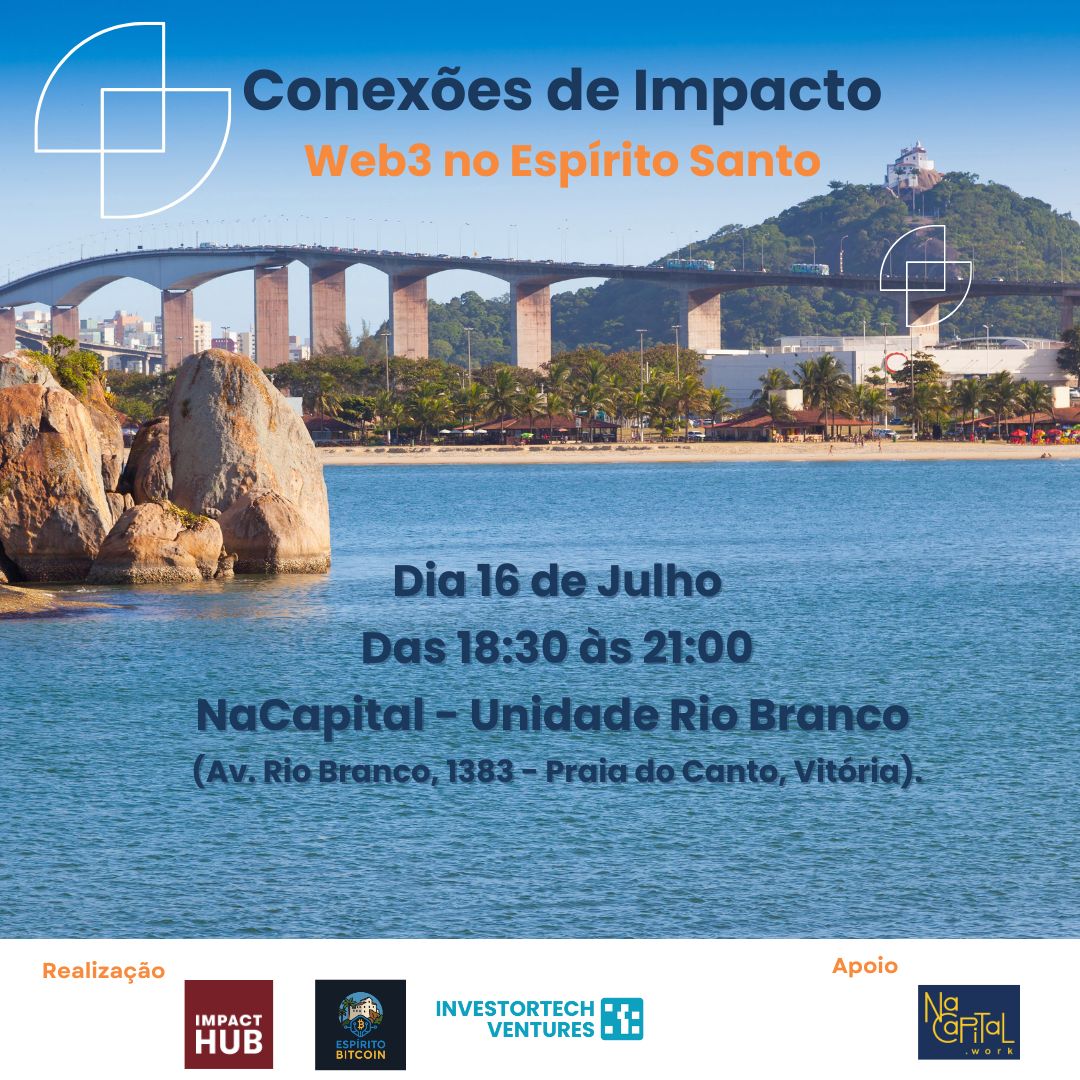 Conexões de Impacto
Web3 no Espírito Santo
Dia 16 de Julho
Das 18:30 às 21:00
NaCapital - Unidade Rio Branco
(Av. Rio Branco, 1383 - Praia do Canto, Vitória).
Realização
Apoio
IMPACT
HUB
ESPÍRITO
BITCOIN
INVESTORTECH
VENTURES
Na
CaPiTaL
.work